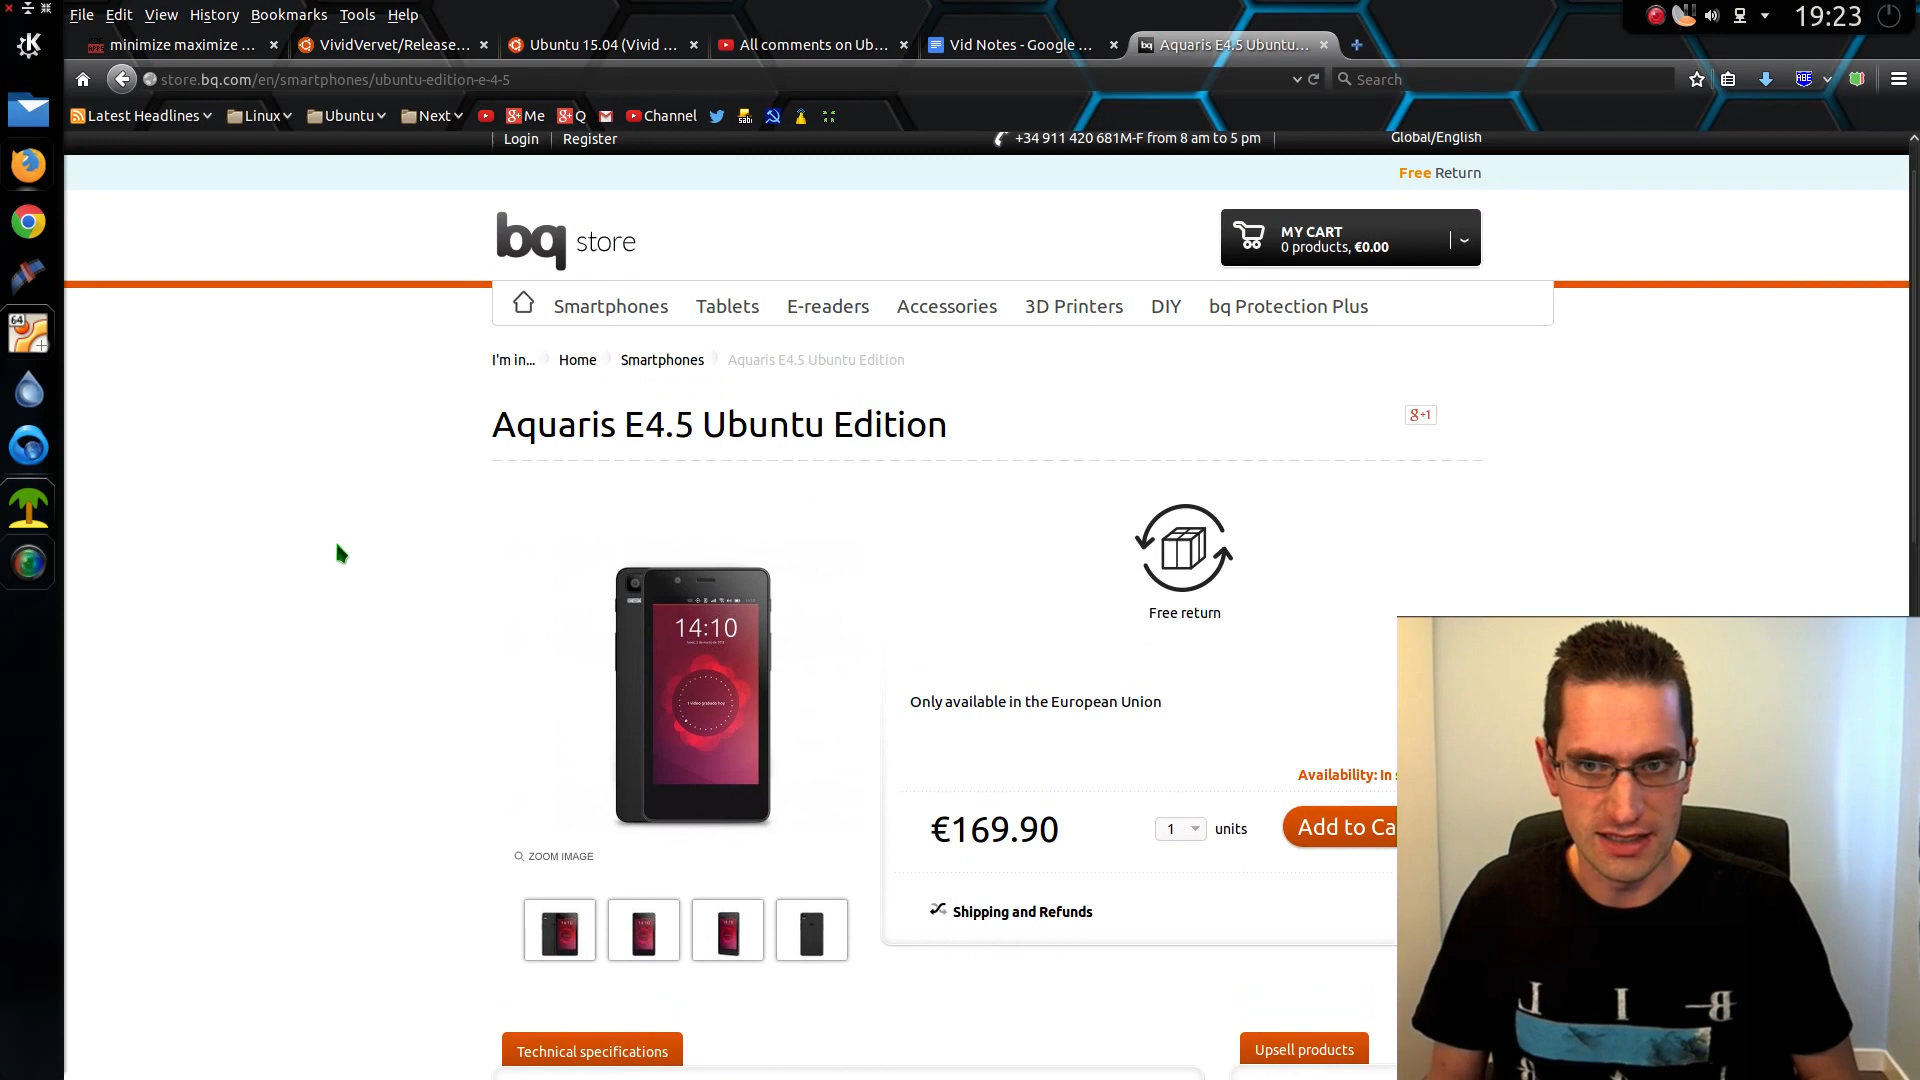 File Edit View History Bookmarks Tools Help
19:23
minimize maximize ...
VividVervet/Release...
Ubuntu 15.04 (Vivid ...
All comments on Ub...
Vid Notes - Google ...
bq Aquaris E4.5 Ubuntu...
store.bq.com/en/smartphones/ubuntu-edition-e-4-5
Search
Latest Headlines Linux Ubuntu Next Me Q Channel
Login Register
+34 911 420 681M-F from 8 am to 5 pm
Global/English
Free Return
bq store
MY CART
0 products, €0.00
Smartphones Tablets E-readers Accessories 3D Printers DIY bq Protection Plus
I'm in... Home Smartphones Aquaris E4.5 Ubuntu Edition
Aquaris E4.5 Ubuntu Edition
g+1
14:10
Free return
Only available in the European Union
Availability: In
€169.90
1 units
Add to Ca
ZOOM IMAGE
Shipping and Refunds
Technical specifications
Upsell products